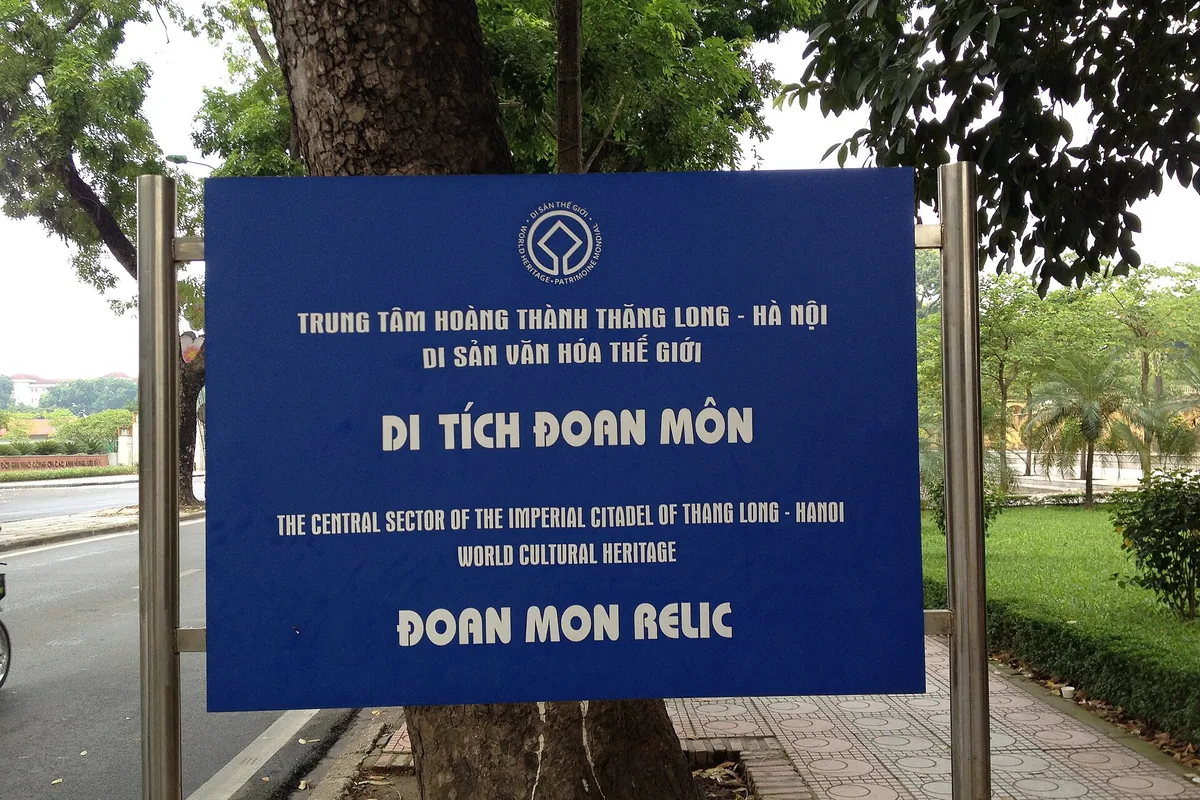 DI SẢN THẾ GIỚI • WORLD HERITAGE • PATRIMOINE MONDIAL •
TRUNG TÂM HOÀNG THÀNH THĂNG LONG - HÀ NỘI
DI SẢN VĂN HÓA THẾ GIỚI
DI TÍCH ĐOAN MÔN
THE CENTRAL SECTOR OF THE IMPERIAL CITADEL OF THANG LONG - HANOI
WORLD CULTURAL HERITAGE
ĐOAN MON RELIC